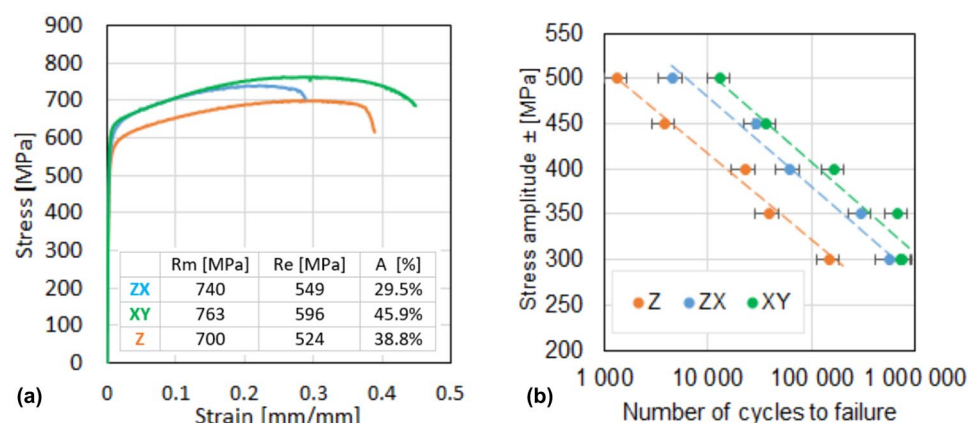 900
800
700
600
500
400
300
200
100
0
Stress [MPa]
Rm [MPa] Re [MPa] A [%]
ZX 740 549 29.5%
XY 763 596 45.9%
Z 700 524 38.8%
0 0.1 0.2 0.3 0.4 0.5
Strain [mm/mm]
(a)
550
500
450
400
350
300
250
200
Stress amplitude ± [MPa]
Z ZX XY
1 000 10 000 100 000 1 000 000
Number of cycles to failure
(b)